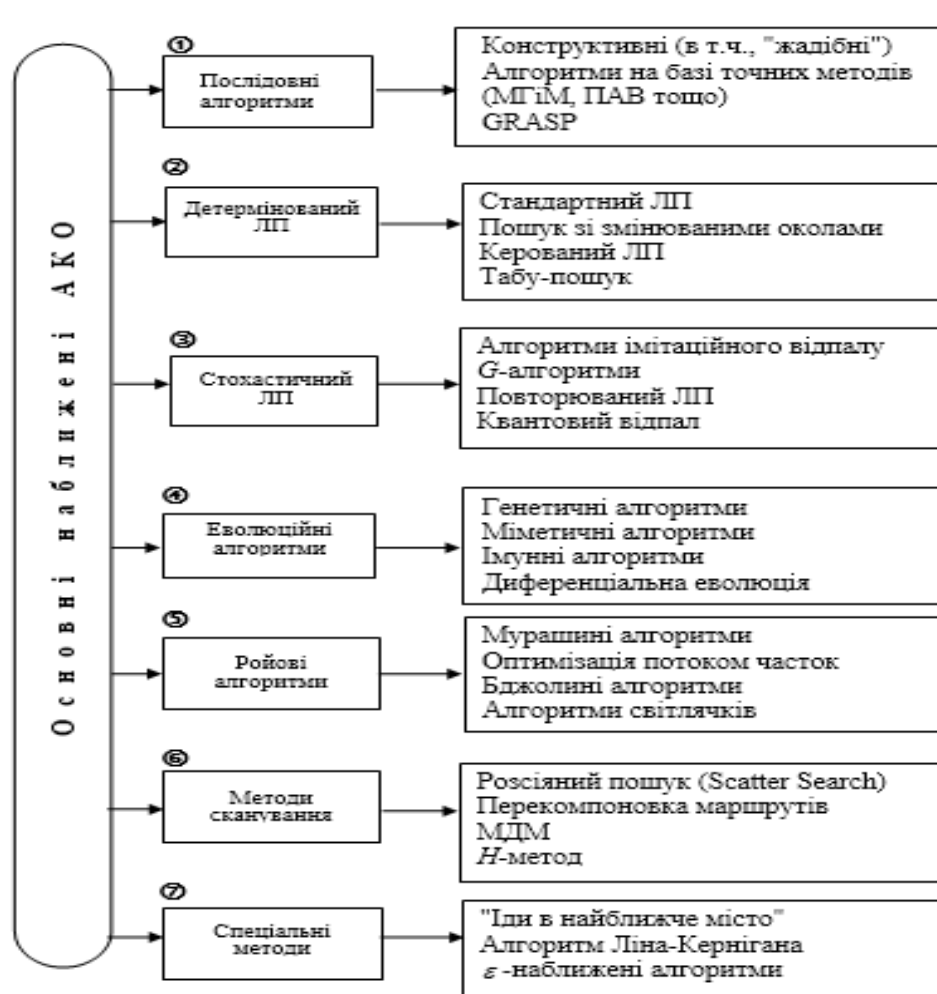 Основні наближені АКО
①
Послідовні
алгоритми
Конструктивні (в т.ч., "жадібні")
Алгоритми на базі точних методів
(МГіМ, ПАВ тощо)
GRASP
②
Детермінований
ЛП
Стандартний ЛП
Пошук зі змінюваними околами
Керований ЛП
Табу-пошук
③
Стохастичний
ЛП
Алгоритми імітаційного відпалу
G-алгоритми
Повторюваний ЛП
Квантовий відпал
④
Еволюційні
алгоритми
Генетичні алгоритми
Міметичні алгоритми
Імунні алгоритми
Диференціальна еволюція
⑤
Ройові
алгоритми
Мурашині алгоритми
Оптимізація потоком часток
Бджолині алгоритми
Алгоритми світлячків
⑥
Методи
сканування
Розсіяний пошук (Scatter Search)
Перекомпоновка маршрутів
МДМ
H-метод
⑦
Спеціальні
методи
"Іди в найближче місто"
Алгоритм Ліна-Кернігана
ε-наближені алгоритми